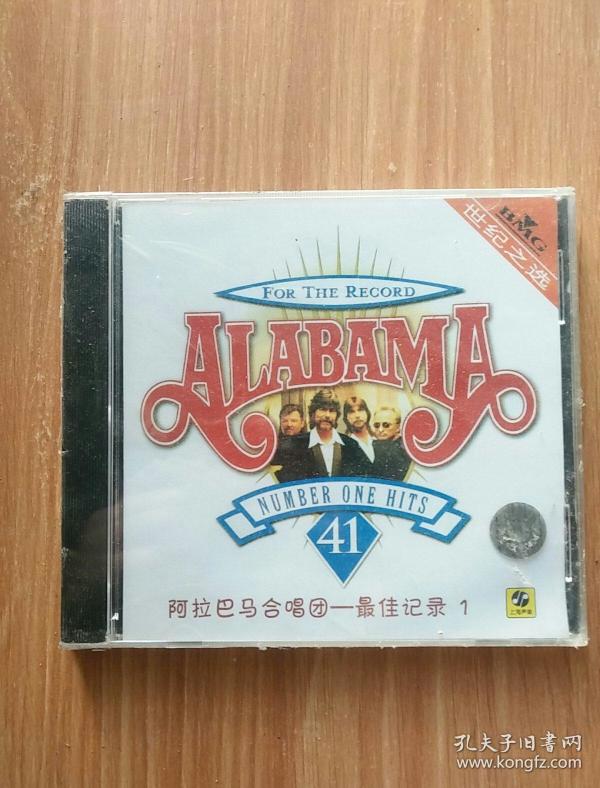 BMG
世纪之选
FOR THE RECORD
ALABAMA
NUMBER ONE HITS
41
阿拉巴马合唱团—最佳记录 1
上海声像
孔夫子旧書网
www.kongfz.com